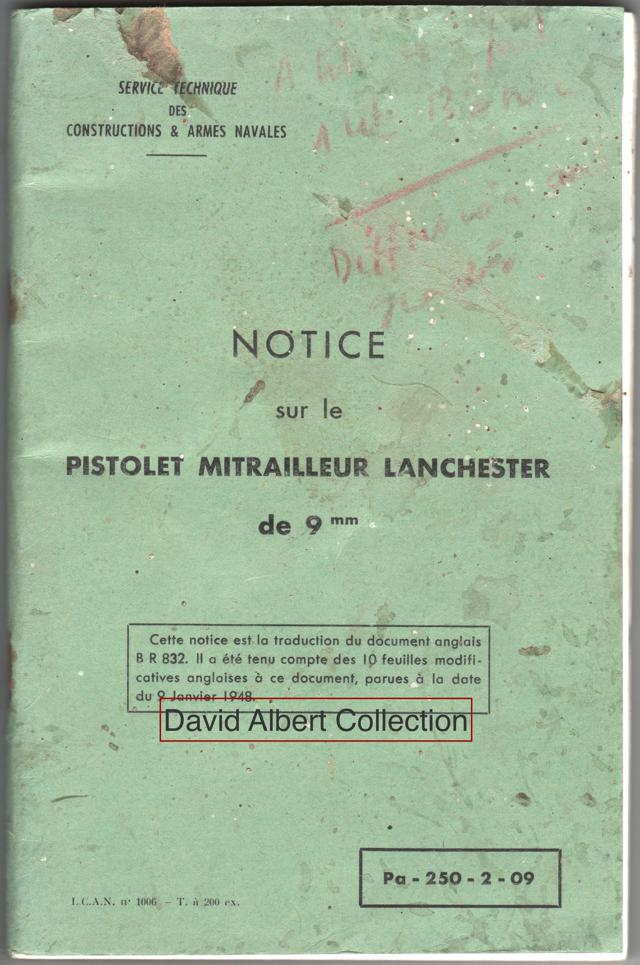 SERVICE TECHNIQUE
DES
CONSTRUCTIONS & ARMES NAVALES
NOTICE
sur le
PISTOLET MITRAILLEUR LANCHESTER
de 9 mm
Cette notice est la traduction du document anglais
B R 832. Il a été tenu compte des 10 feuilles modifi-
catives anglaises à ce document, parues à la date
du 9 Janvier 1948.
David Albert Collection
Pa - 250 - 2 - 09
I.C.A.N. nº 1006 - T. à 200 ex.